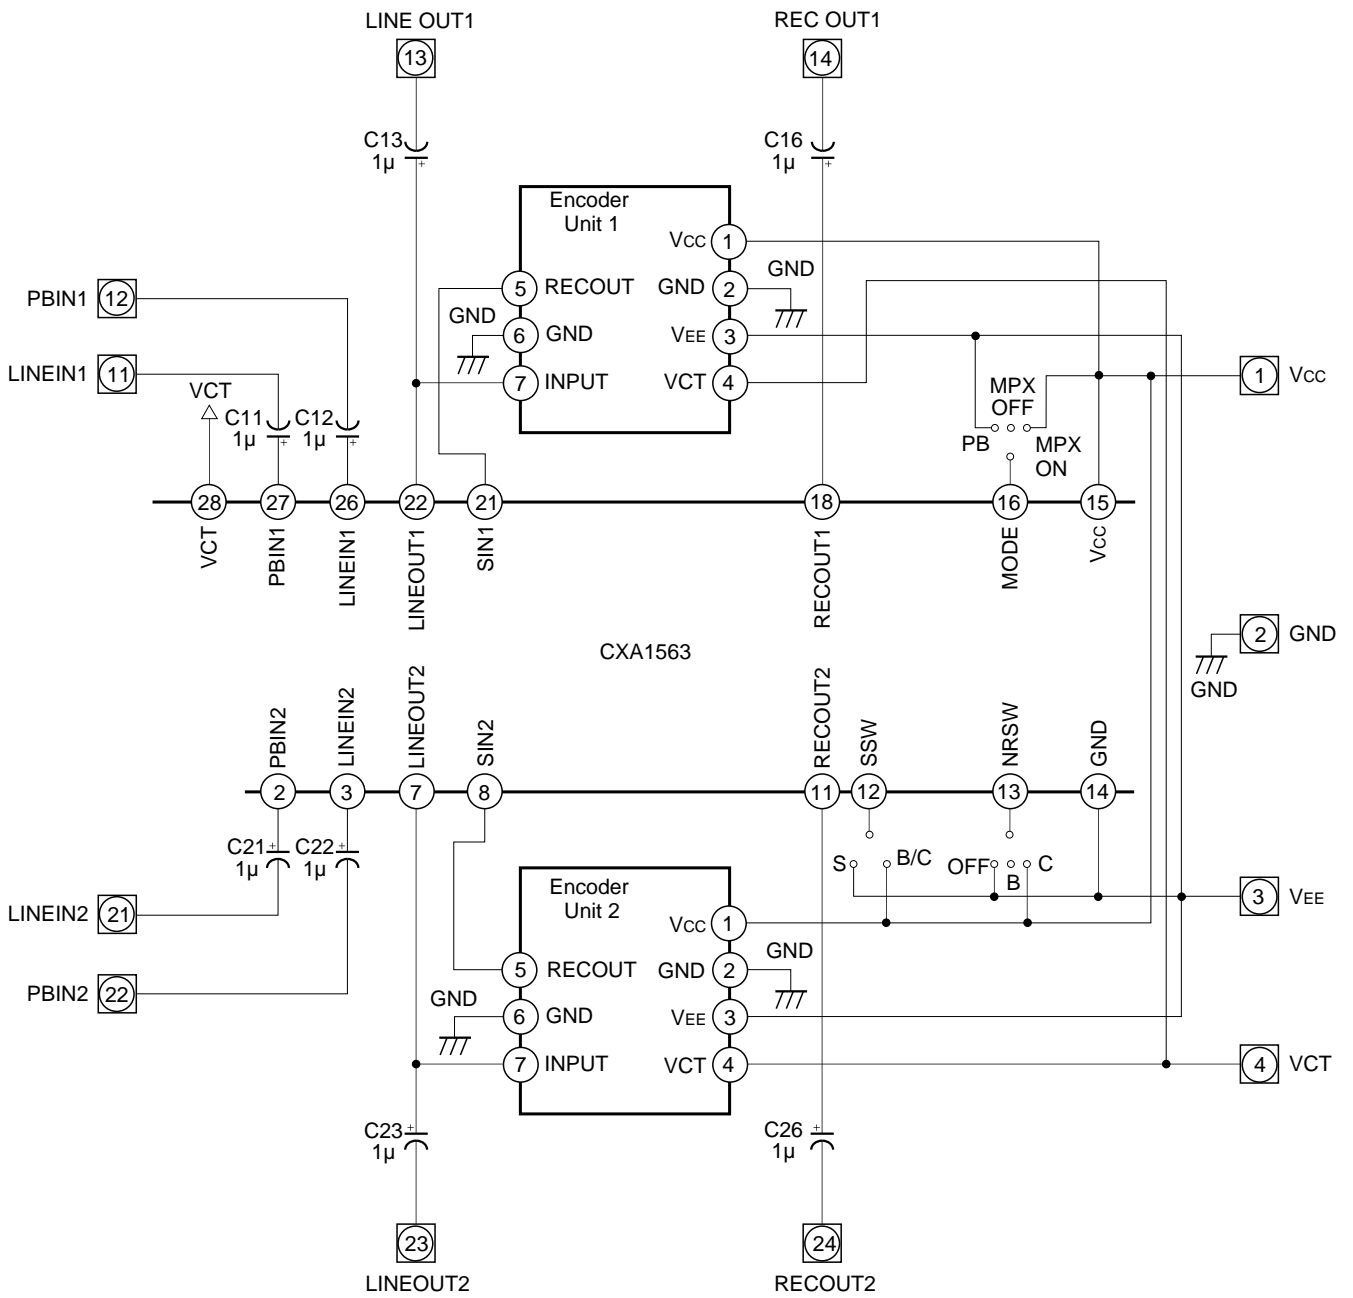 LINE OUT1
REC OUT1
13
14
C13
1µ
+
C16
1µ
+
Encoder
Unit 1
VCC
1
GND
PBIN1
12
5
RECOUT
GND
2
GND
6
GND
VEE
3
LINEIN1
11
7
INPUT
VCT
4
1
VCC
VCT
MPX
OFF
C11
1µ
+
C12
1µ
+
PB
MPX
ON
28
27
26
22
21
18
16
15
VCT
PBIN1
LINEIN1
LINEOUT1
SIN1
RECOUT1
MODE
VCC
2
GND
GND
CXA1563
PBIN2
LINEIN2
LINEOUT2
SIN2
RECOUT2
SSW
NRSW
GND
2
3
7
8
11
12
13
14
C21
1µ
+
C22
1µ
+
S
B/C
OFF
B
C
Encoder
Unit 2
3
VEE
LINEIN2
21
VCC
1
GND
5
RECOUT
GND
2
PBIN2
22
GND
6
GND
VEE
3
7
INPUT
VCT
4
4
VCT
C23
1µ
+
C26
1µ
+
23
24
LINEOUT2
RECOUT2